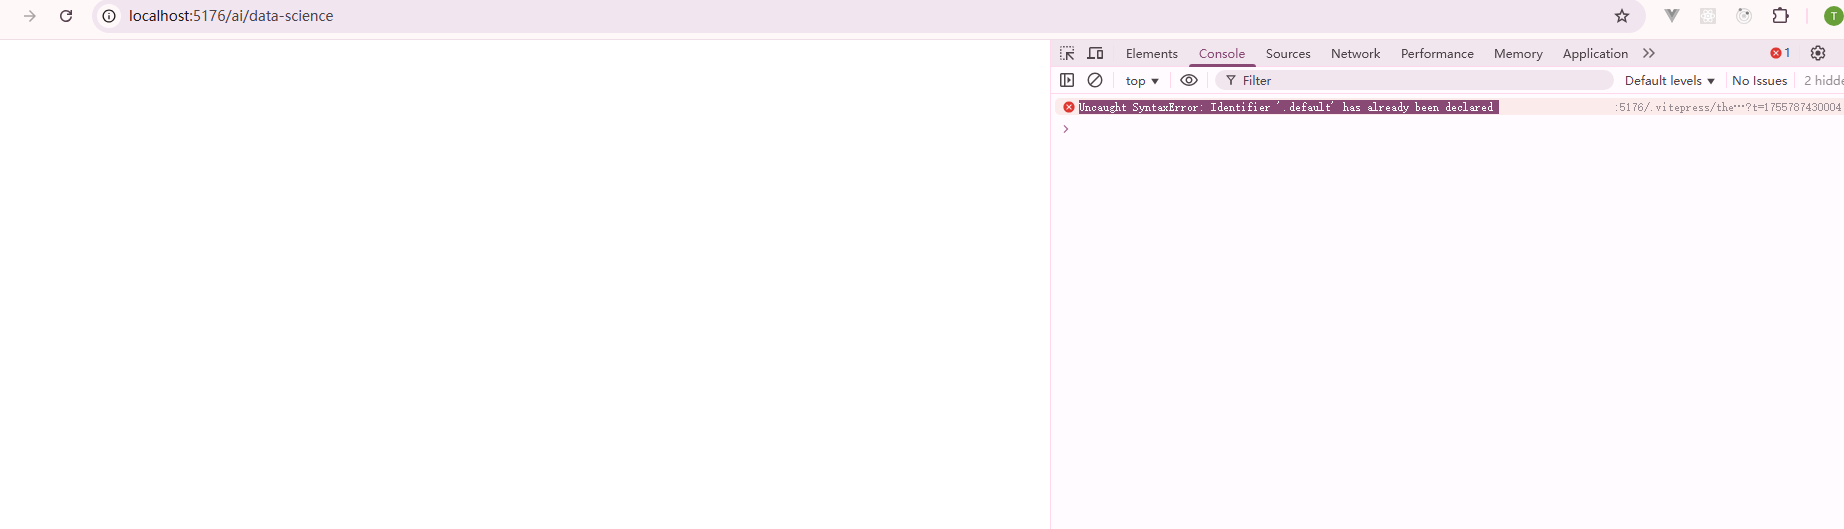 localhost:5176/ai/data-science
T
Elements Console Sources Network Performance Memory Application 1
top Filter Default levels No Issues 2 hidde
Uncaught SyntaxError: Identifier '.default' has already been declared :5176/.vitepress/the…?t=1755787430004